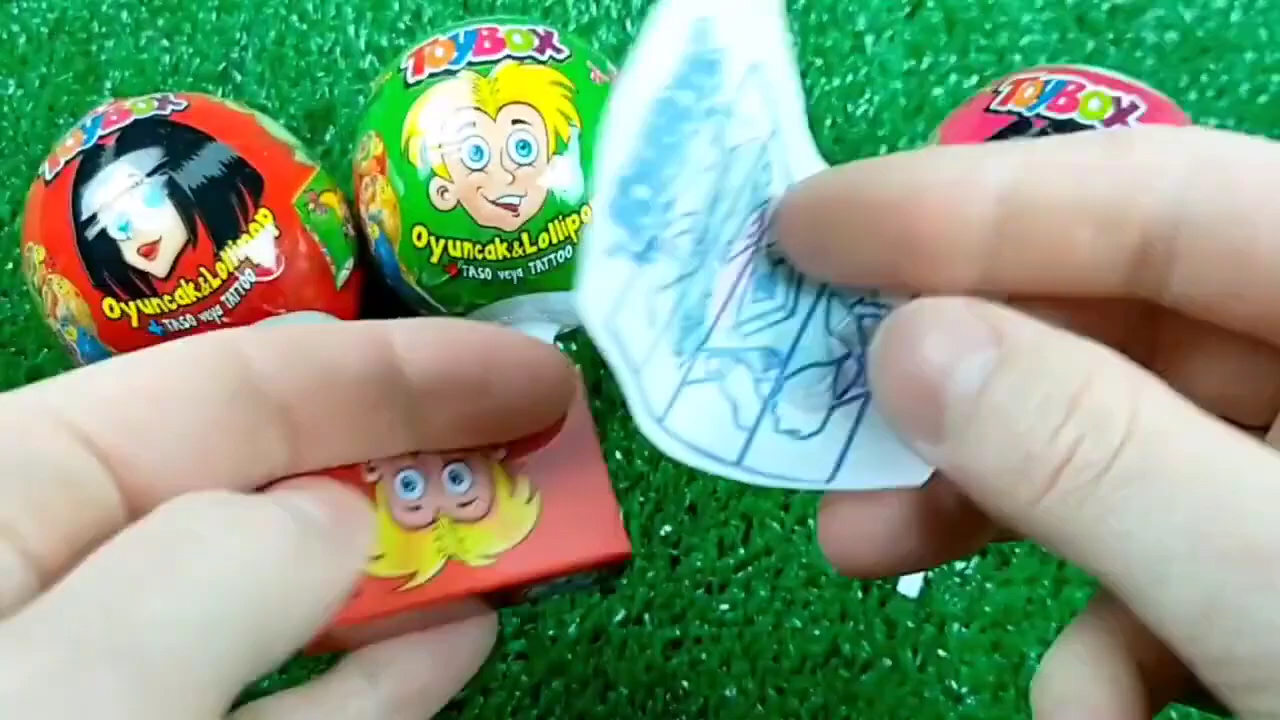 TOYBOX
Oyuncak&Lollipop
+ TASO veya TATTOO
TOYBOX
Oyuncak&Lollipo
+ TASO veya TATTOO
TOYBOX